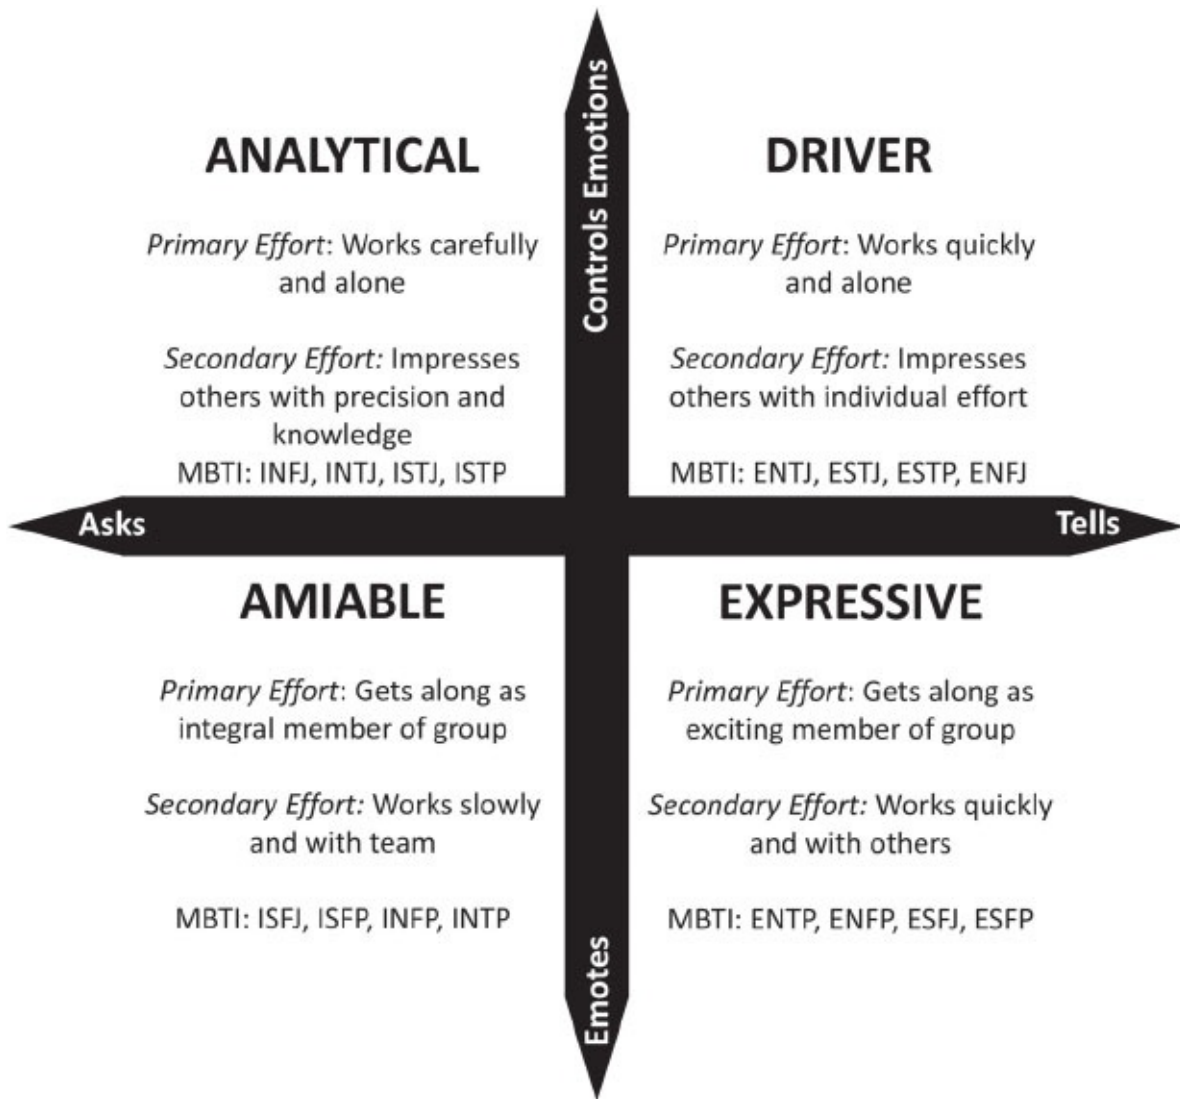 Controls Emotions
ANALYTICAL
Primary Effort: Works carefully
and alone
Secondary Effort: Impresses
others with precision and
knowledge
MBTI: INFJ, INTJ, ISTJ, ISTP
DRIVER
Primary Effort: Works quickly
and alone
Secondary Effort: Impresses
others with individual effort
MBTI: ENTJ, ESTJ, ESTP, ENFJ
Asks
Tells
AMIABLE
Primary Effort: Gets along as
integral member of group
Secondary Effort: Works slowly
and with team
MBTI: ISFJ, ISFP, INFP, INTP
EXPRESSIVE
Primary Effort: Gets along as
exciting member of group
Secondary Effort: Works quickly
and with others
MBTI: ENTP, ENFP, ESFJ, ESFP
Emotes